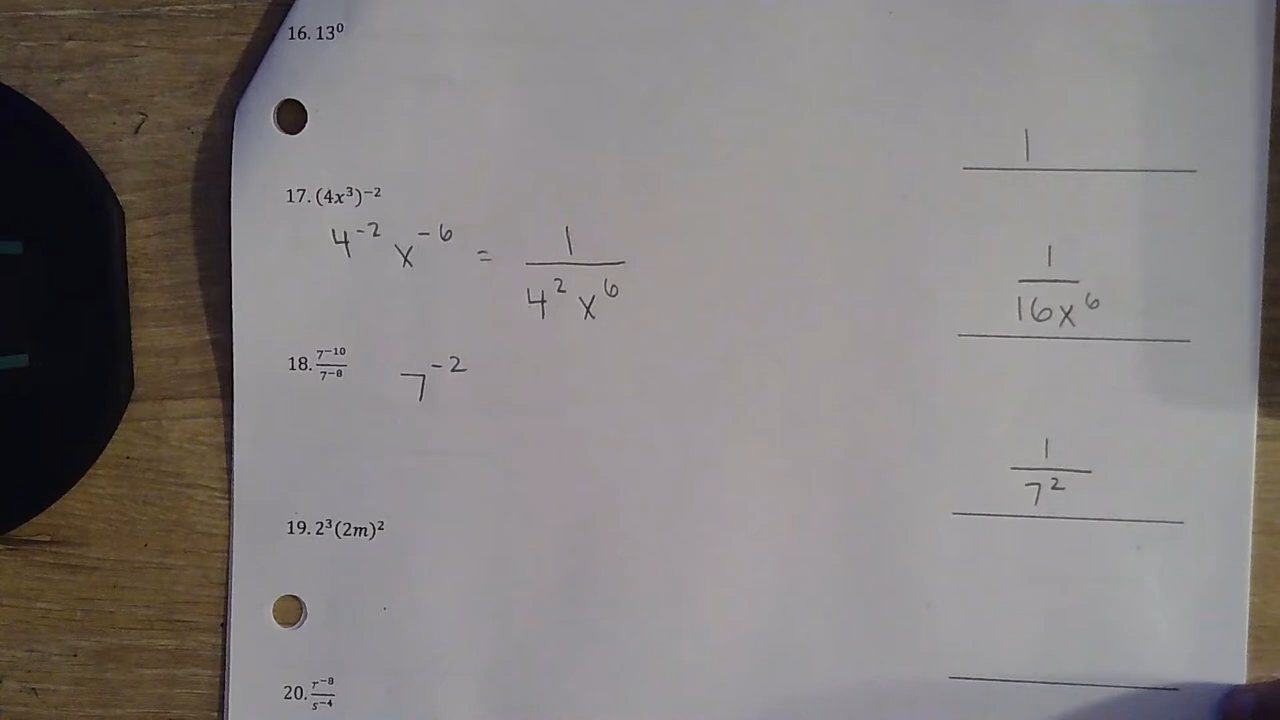 16. 13⁰
1
17. (4x³)⁻²
4⁻² x⁻⁶ = 1/(4² x⁶)
1/(16x⁶)
18. 7⁻¹⁰/7⁻⁸ 7⁻²
1/7²
19. 2³(2m)²
20. r⁻⁸/s⁻⁴